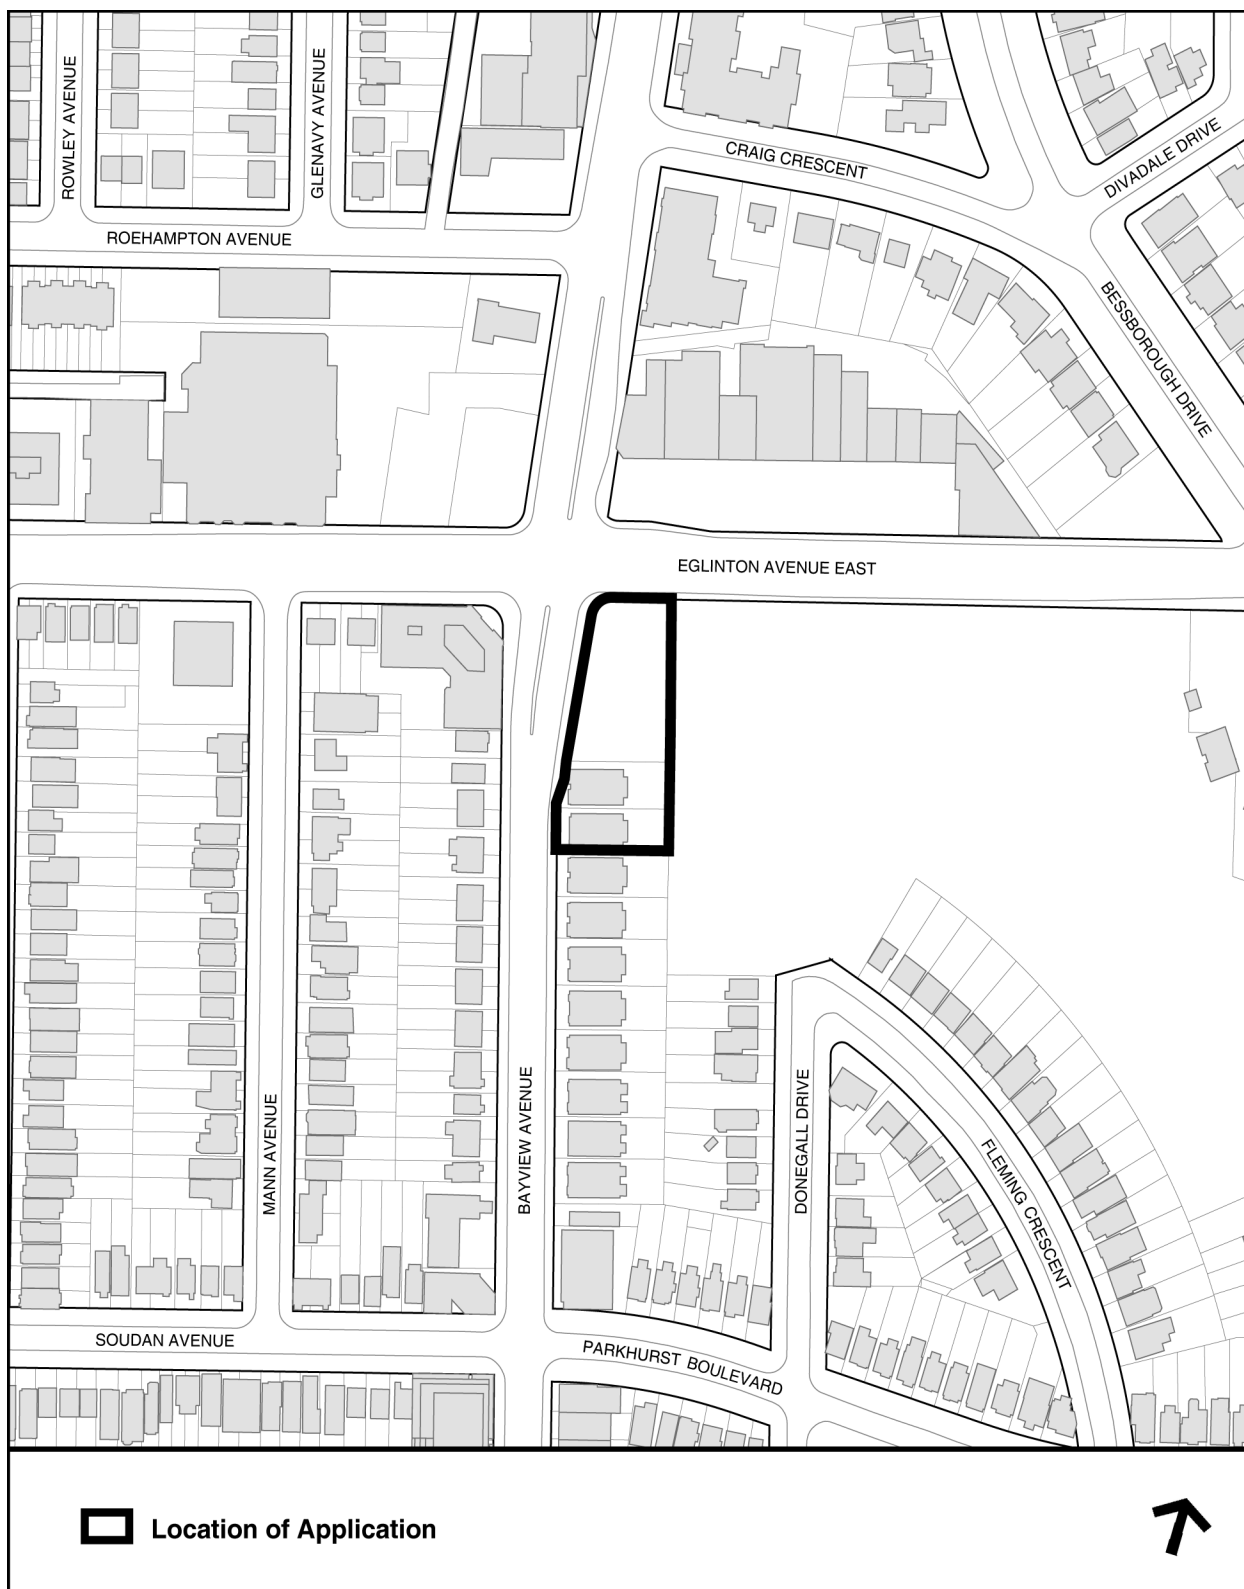 ROWLEY AVENUE
GLENAVY AVENUE
CRAIG CRESCENT
DIVADALE DRIVE
ROEHAMPTON AVENUE
BESSBOROUGH DRIVE
EGLINTON AVENUE EAST
MANN AVENUE
BAYVIEW AVENUE
DONEGALL DRIVE
FLEMING CRESCENT
SOUDAN AVENUE
PARKHURST BOULEVARD
Location of Application